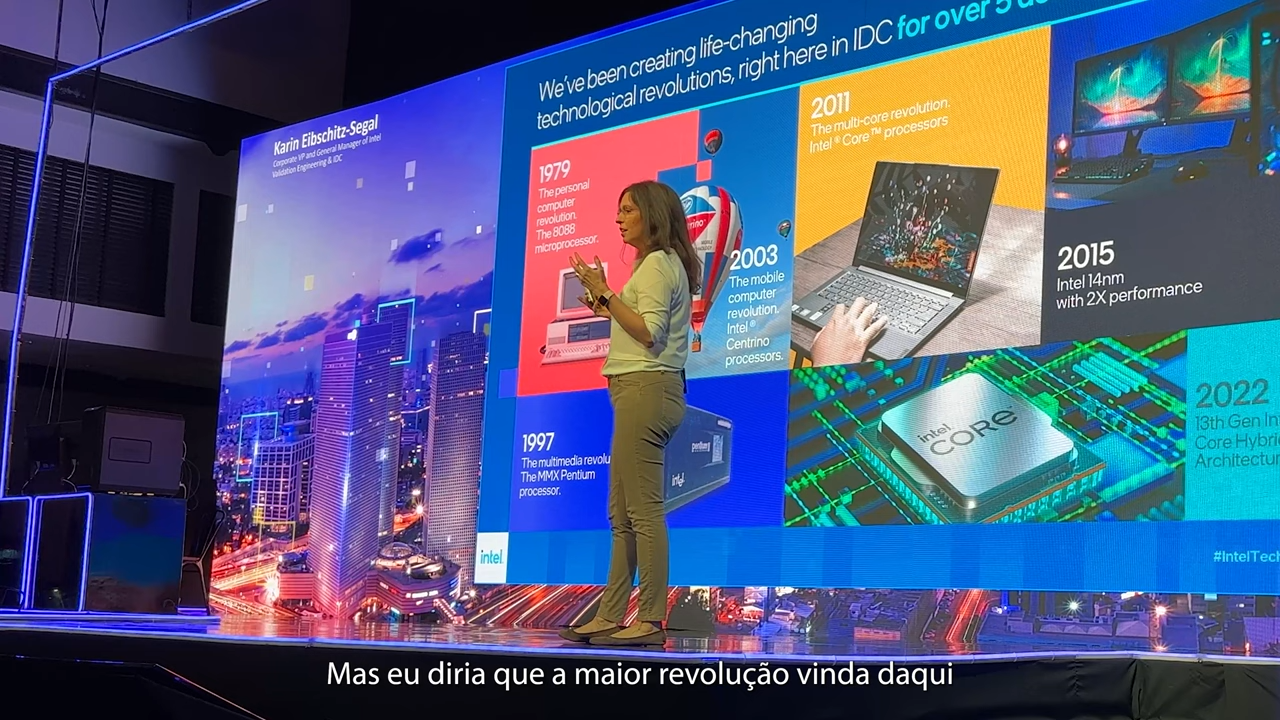 We've been creating life-changing
technological revolutions, right here in IDC for over 5
Karin Eibschitz-Segal
Corporate VP and General Manager of Intel
Validation Engineering & IDC
1979
The personal
computer
revolution.
The 8088
microprocessor.
2003
The mobile
computer
revolution.
Intel®
Centrino
processors.
2011
The multi-core revolution.
Intel® Core™ processors
2015
Intel 14nm
with 2X performance
1997
The multimedia revolu
The MMX Pentium
processor.
pentium
intel
intel
CORE
2022
13th Gen In
Core Hybri
Architectur
intel
#IntelTec
Mas eu diria que a maior revolução vinda daqui